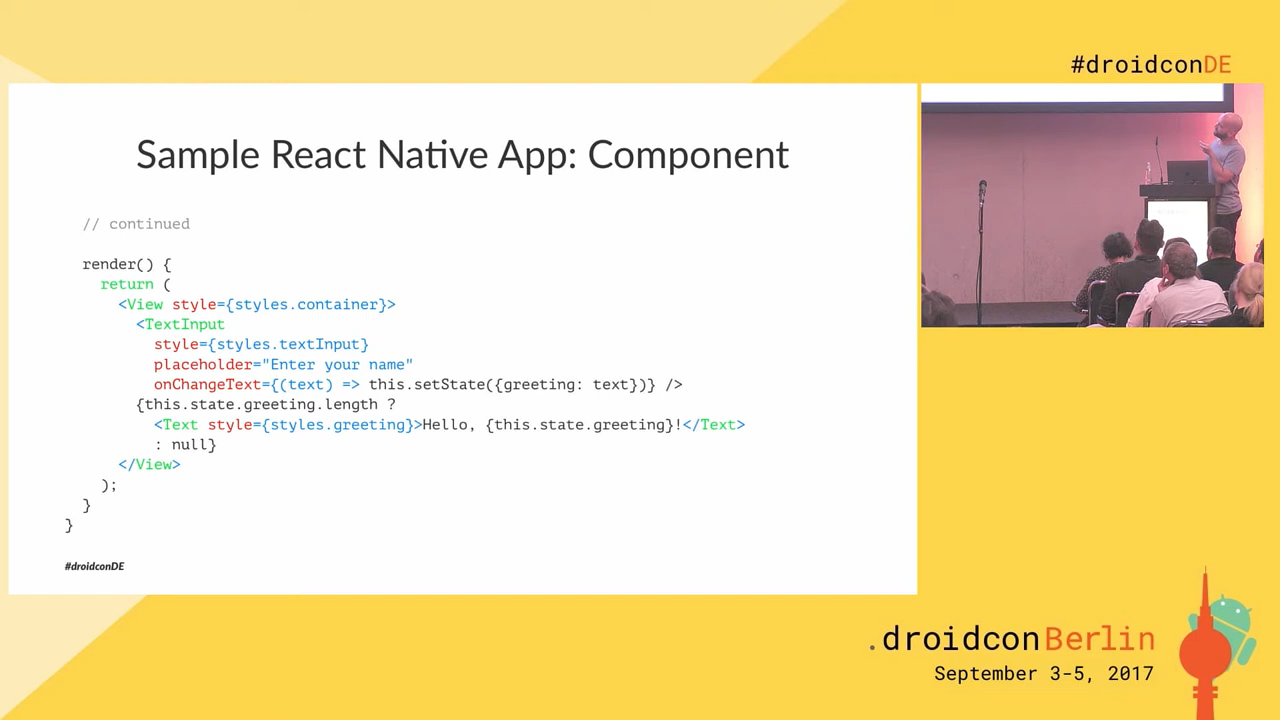 #droidconDE
Sample React Native App: Component
// continued
render() {
return (
<View style={styles.container}>
<TextInput
style={styles.textInput}
placeholder="Enter your name"
onChangeText={(text) => this.setState({greeting: text})} />
{this.state.greeting.length ?
<Text style={styles.greeting}>Hello, {this.state.greeting}!</Text>
: null}
</View>
);
}
}
#droidconDE
.droidconBerlin
September 3-5, 2017